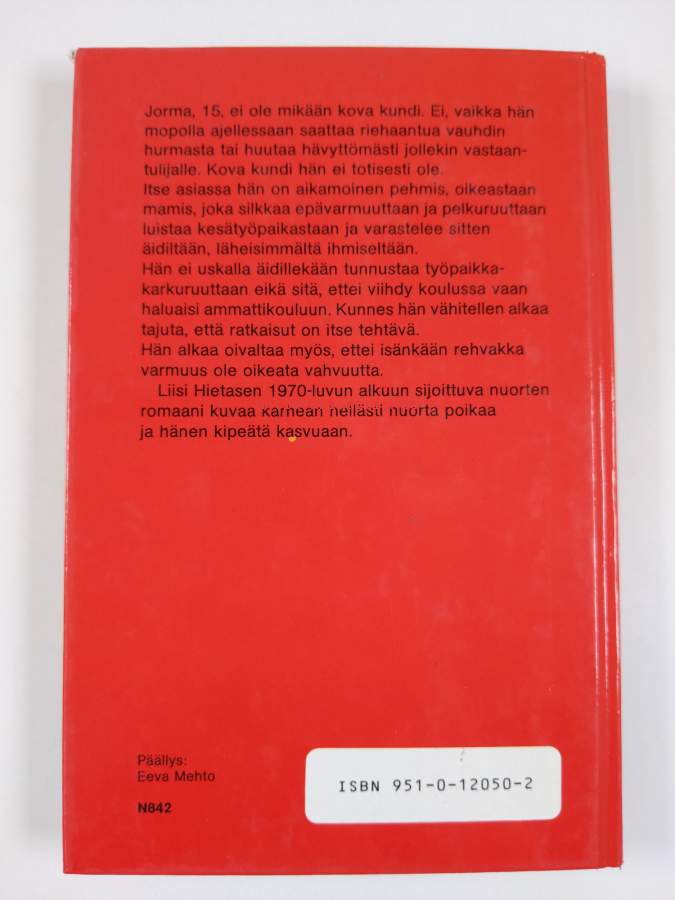 Jorma, 15, ei ole mikään kova kundi. Ei, vaikka hän
mopolla ajellessaan saattaa riehaantua vauhdin
hurmasta tai huutaa hävyttömästi jollekin vastaan-
tulijalle. Kova kundi hän ei totisesti ole.
Itse asiassa hän on aikamoinen pehmis, oikeastaan
mamis, joka silkkaa epävarmuuttaan ja pelkuruuttaan
luistaa kesätyöpaikastaan ja varastelee sitten
äidiltään, läheisimmältä ihmiseltään.
Hän ei uskalla äidillekään tunnustaa työpaikka-
karkuruuttaan eikä sitä, ettei viihdy koulussa vaan
haluaisi ammattikouluun. Kunnes hän vähitellen alkaa
tajuta, että ratkaisut on itse tehtävä.
Hän alkaa oivaltaa myös, ettei isänkään rehvakka
varmuus ole oikeata vahvuutta.
Liisi Hietasen 1970-luvun alkuun sijoittuva nuorten
romaani kuvaa karhean hellästi nuorta poikaa
ja hänen kipeätä kasvuaan.
Päällys:
Eeva Mehto
N842
ISBN 951-0-12050-2